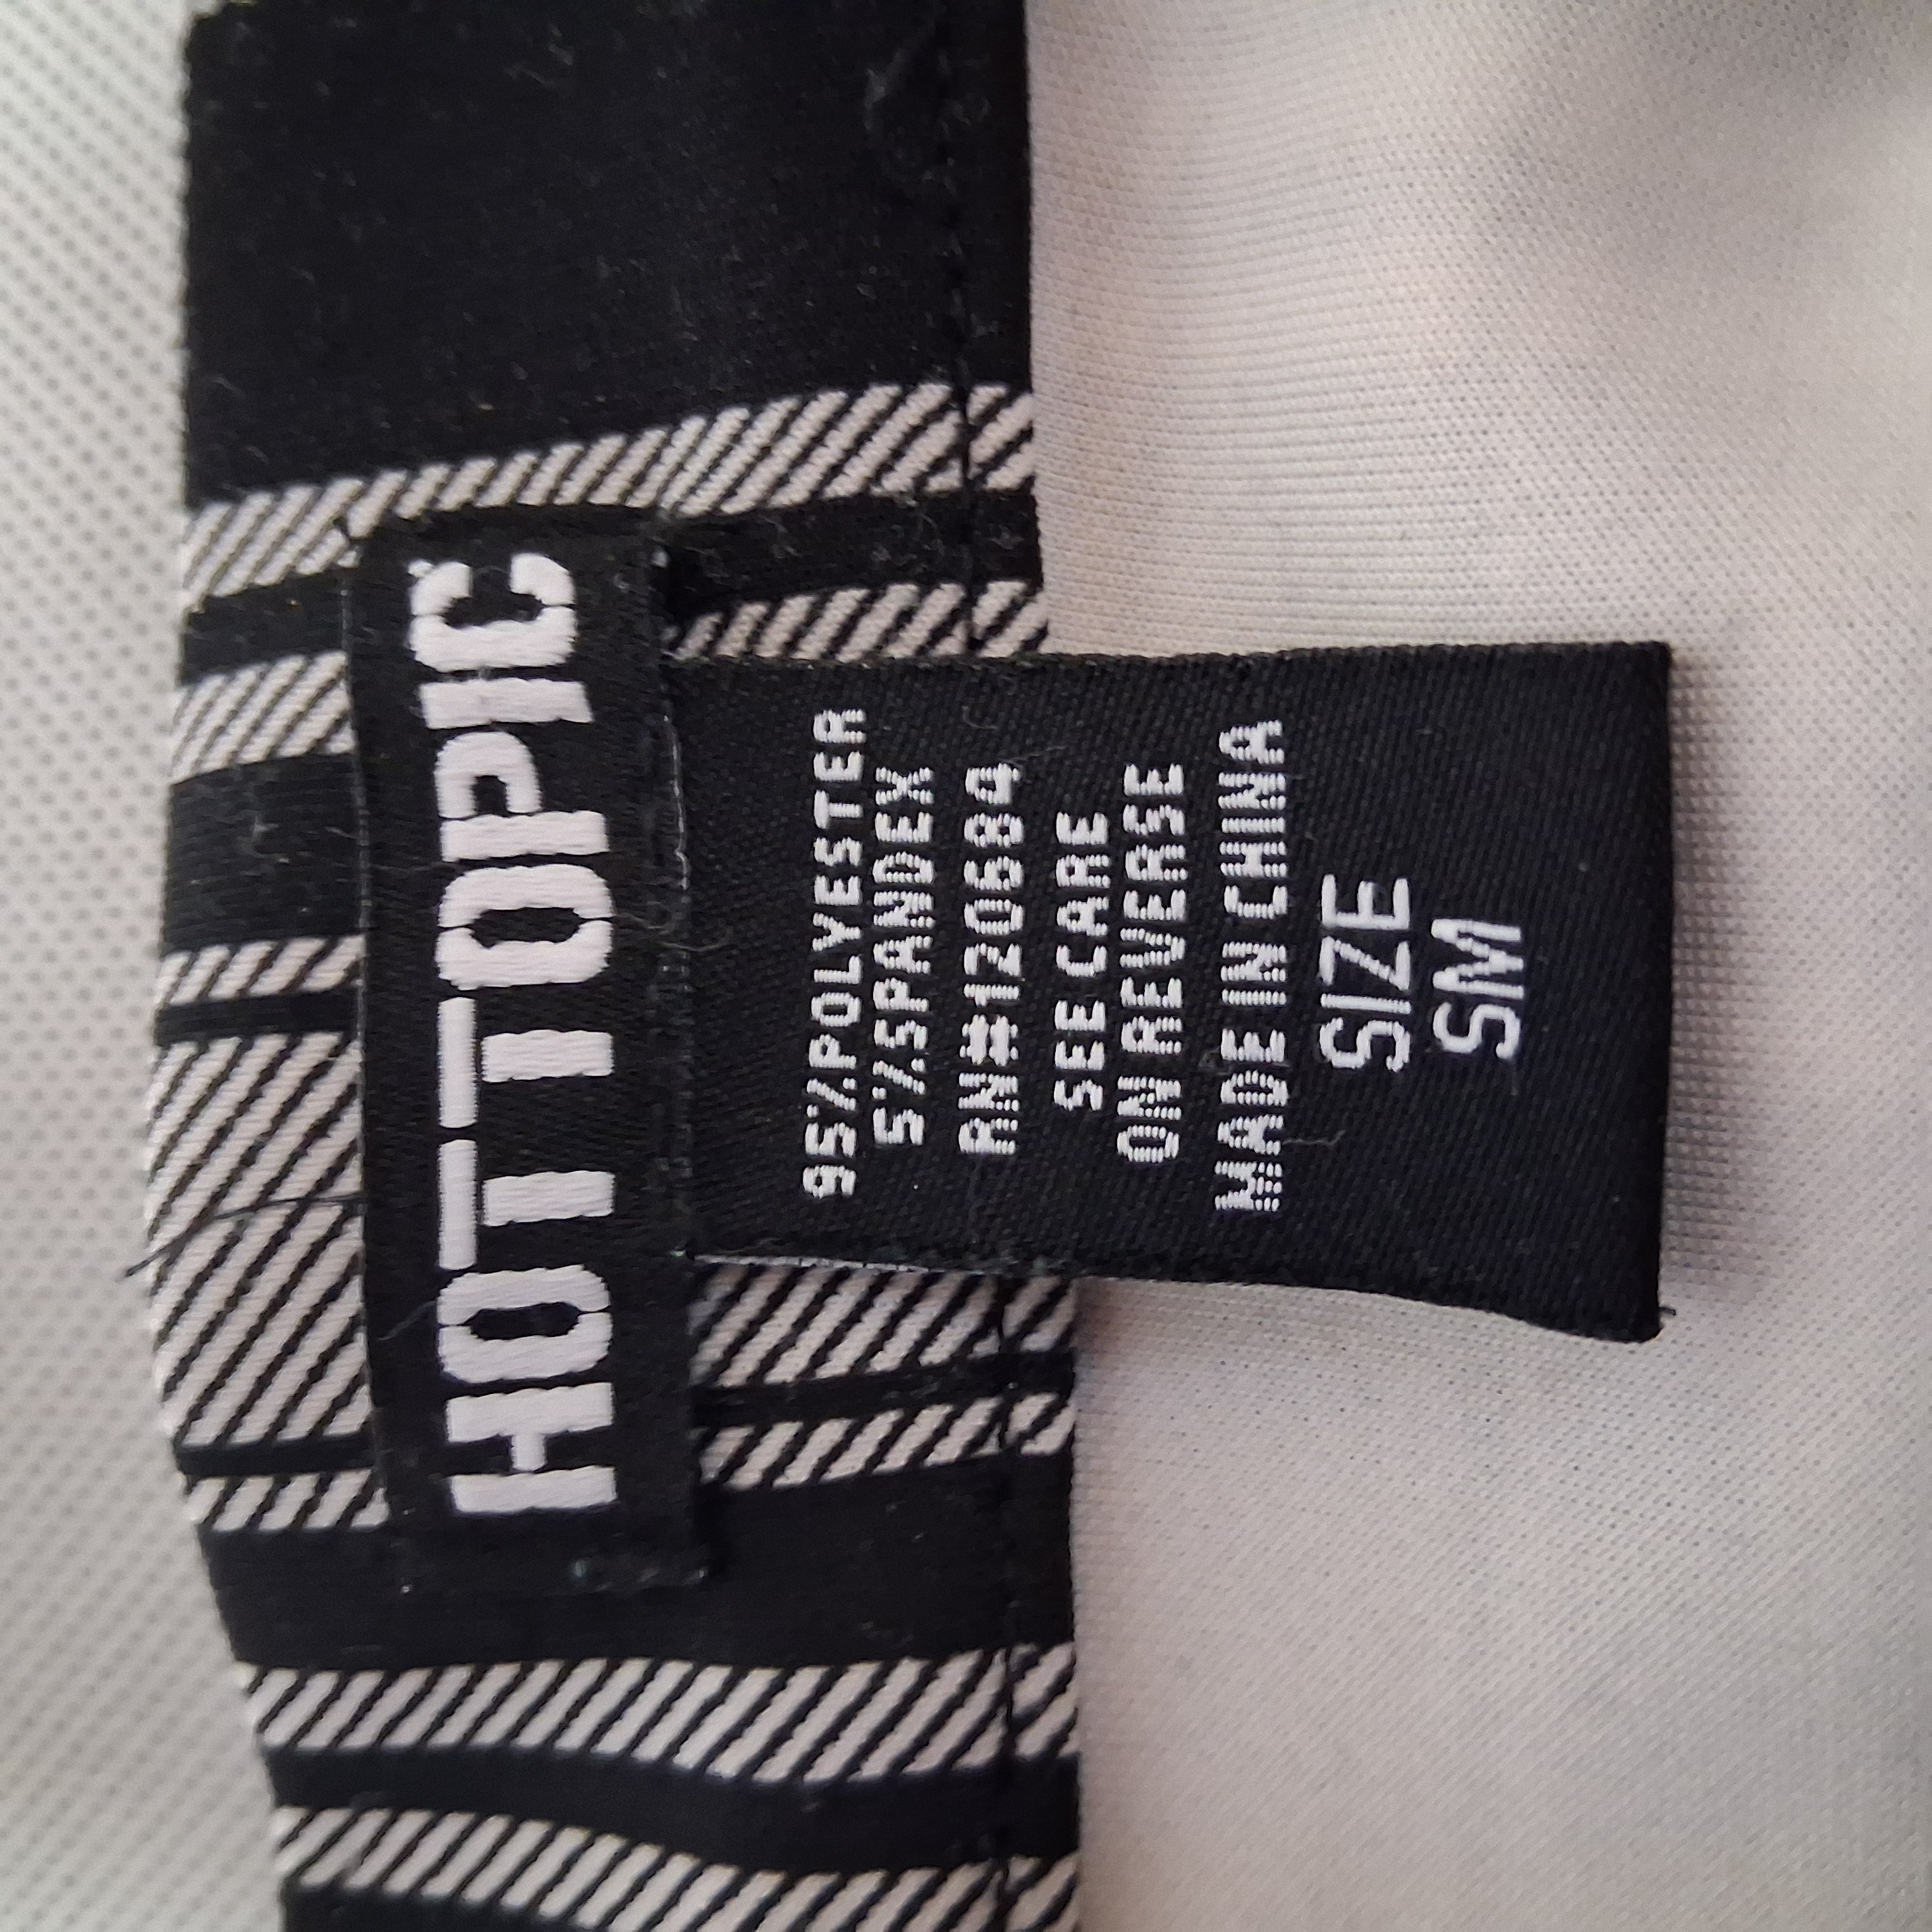 HOT TOPIC
95% POLYESTER
5% SPANDEX
RN#120684
SEE CARE
ON REVERSE
MADE IN CHINA
SIZE
SM